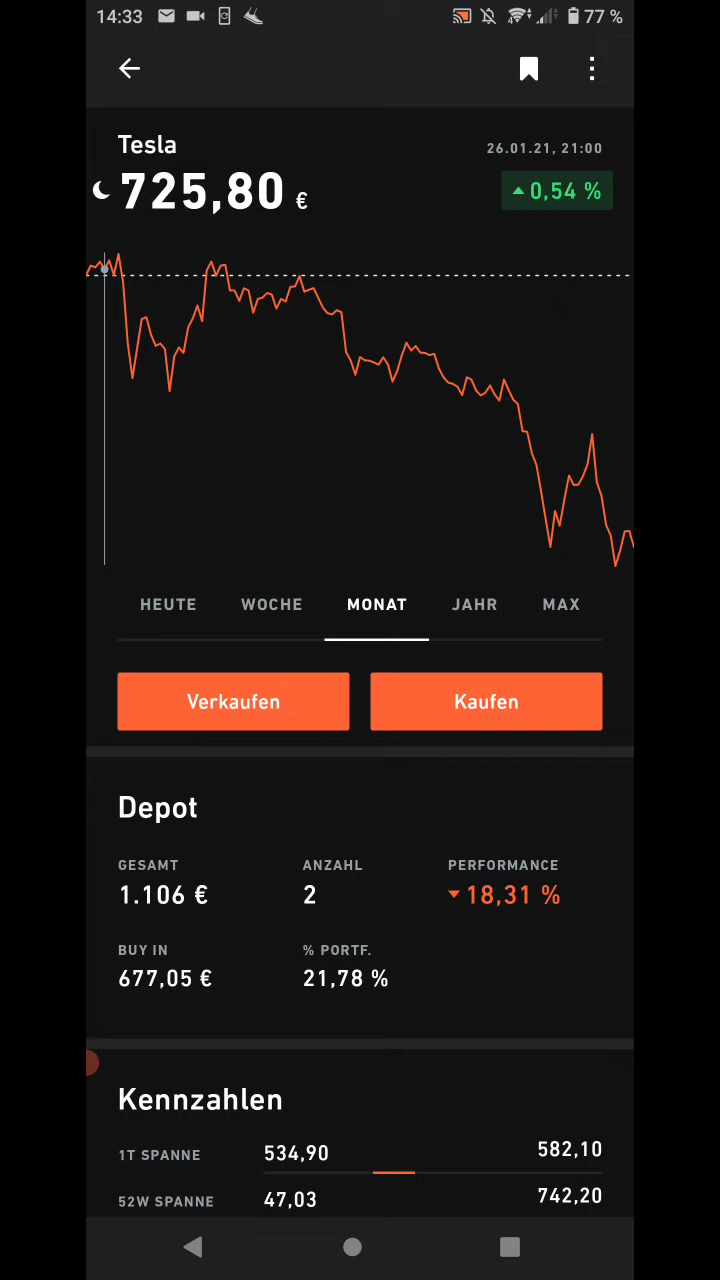 14:33 77 %
Tesla 26.01.21, 21:00
725,80 € 0,54 %
HEUTE WOCHE MONAT JAHR MAX
Verkaufen Kaufen
Depot
GESAMT ANZAHL PERFORMANCE
1.106 € 2 18,31 %
BUY IN % PORTF.
677,05 € 21,78 %
Kennzahlen
1T SPANNE 534,90 582,10
52W SPANNE 47,03 742,20